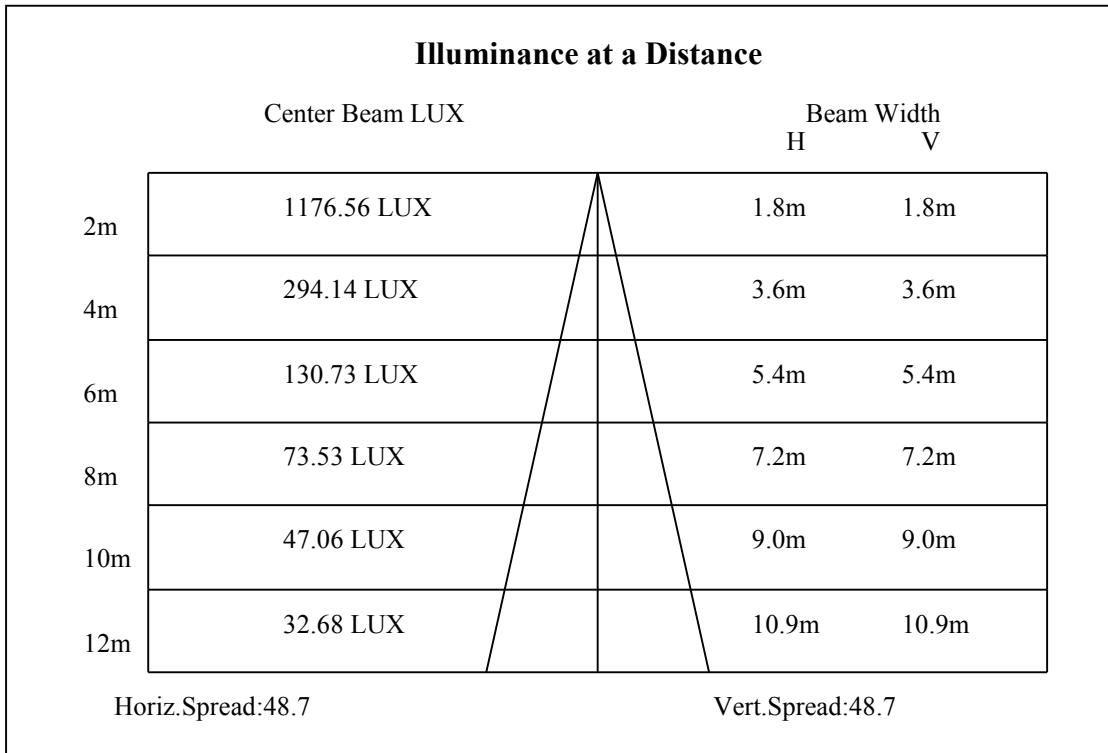 Illuminance at a Distance
Center Beam LUX Beam Width
H V
2m 1176.56 LUX 1.8m 1.8m
4m 294.14 LUX 3.6m 3.6m
6m 130.73 LUX 5.4m 5.4m
8m 73.53 LUX 7.2m 7.2m
10m 47.06 LUX 9.0m 9.0m
12m 32.68 LUX 10.9m 10.9m
Horiz.Spread:48.7 Vert.Spread:48.7